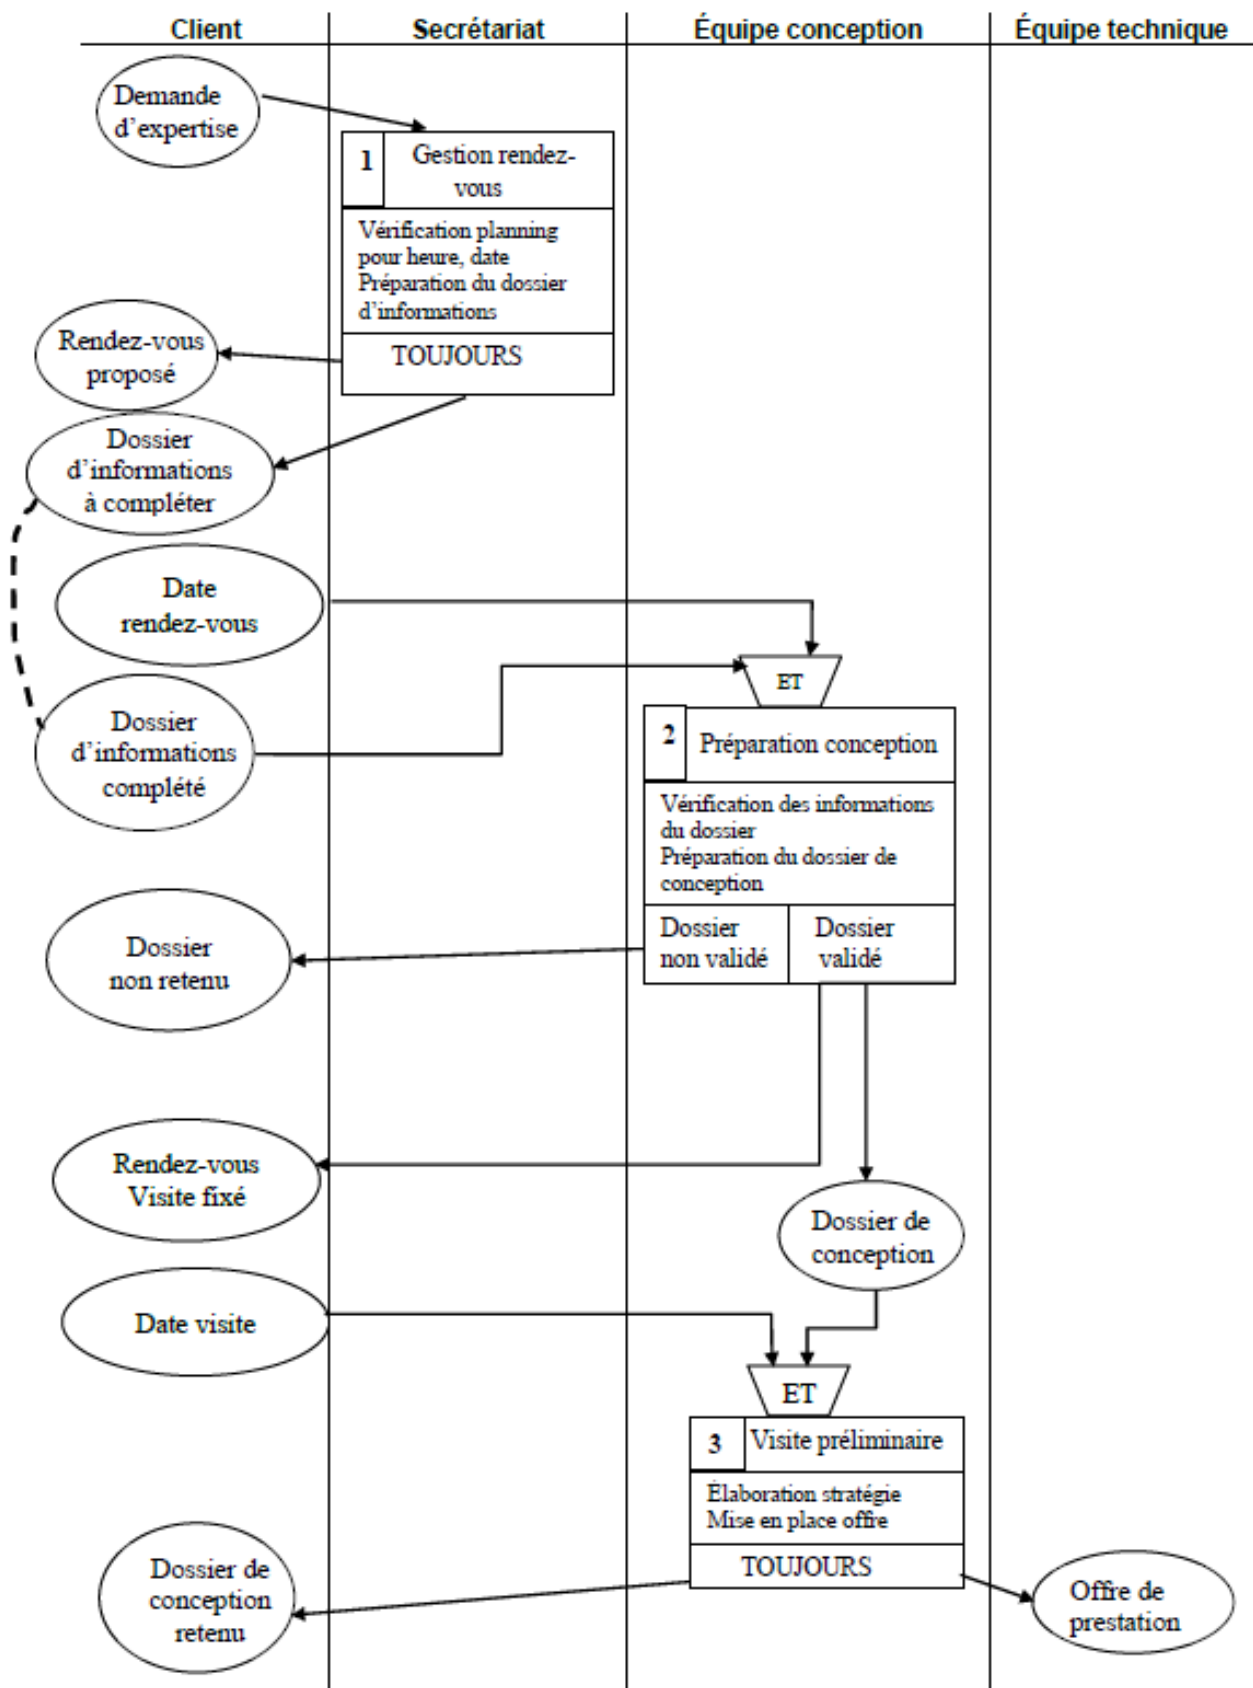 Client
Secrétariat
Équipe conception
Équipe technique
Demande
d'expertise
1
Gestion rendez-
vous
Vérification planning
pour heure, date
Préparation du dossier
d'informations
TOUJOURS
Rendez-vous
proposé
Dossier
d'informations
à compléter
Date
rendez-vous
ET
Dossier
d'informations
complété
2
Préparation conception
Vérification des informations
du dossier
Préparation du dossier de
conception
Dossier
non validé
Dossier
validé
Dossier
non retenu
Rendez-vous
Visite fixé
Dossier de
conception
Date visite
ET
3
Visite préliminaire
Élaboration stratégie
Mise en place offre
TOUJOURS
Dossier de
conception
retenu
Offre de
prestation